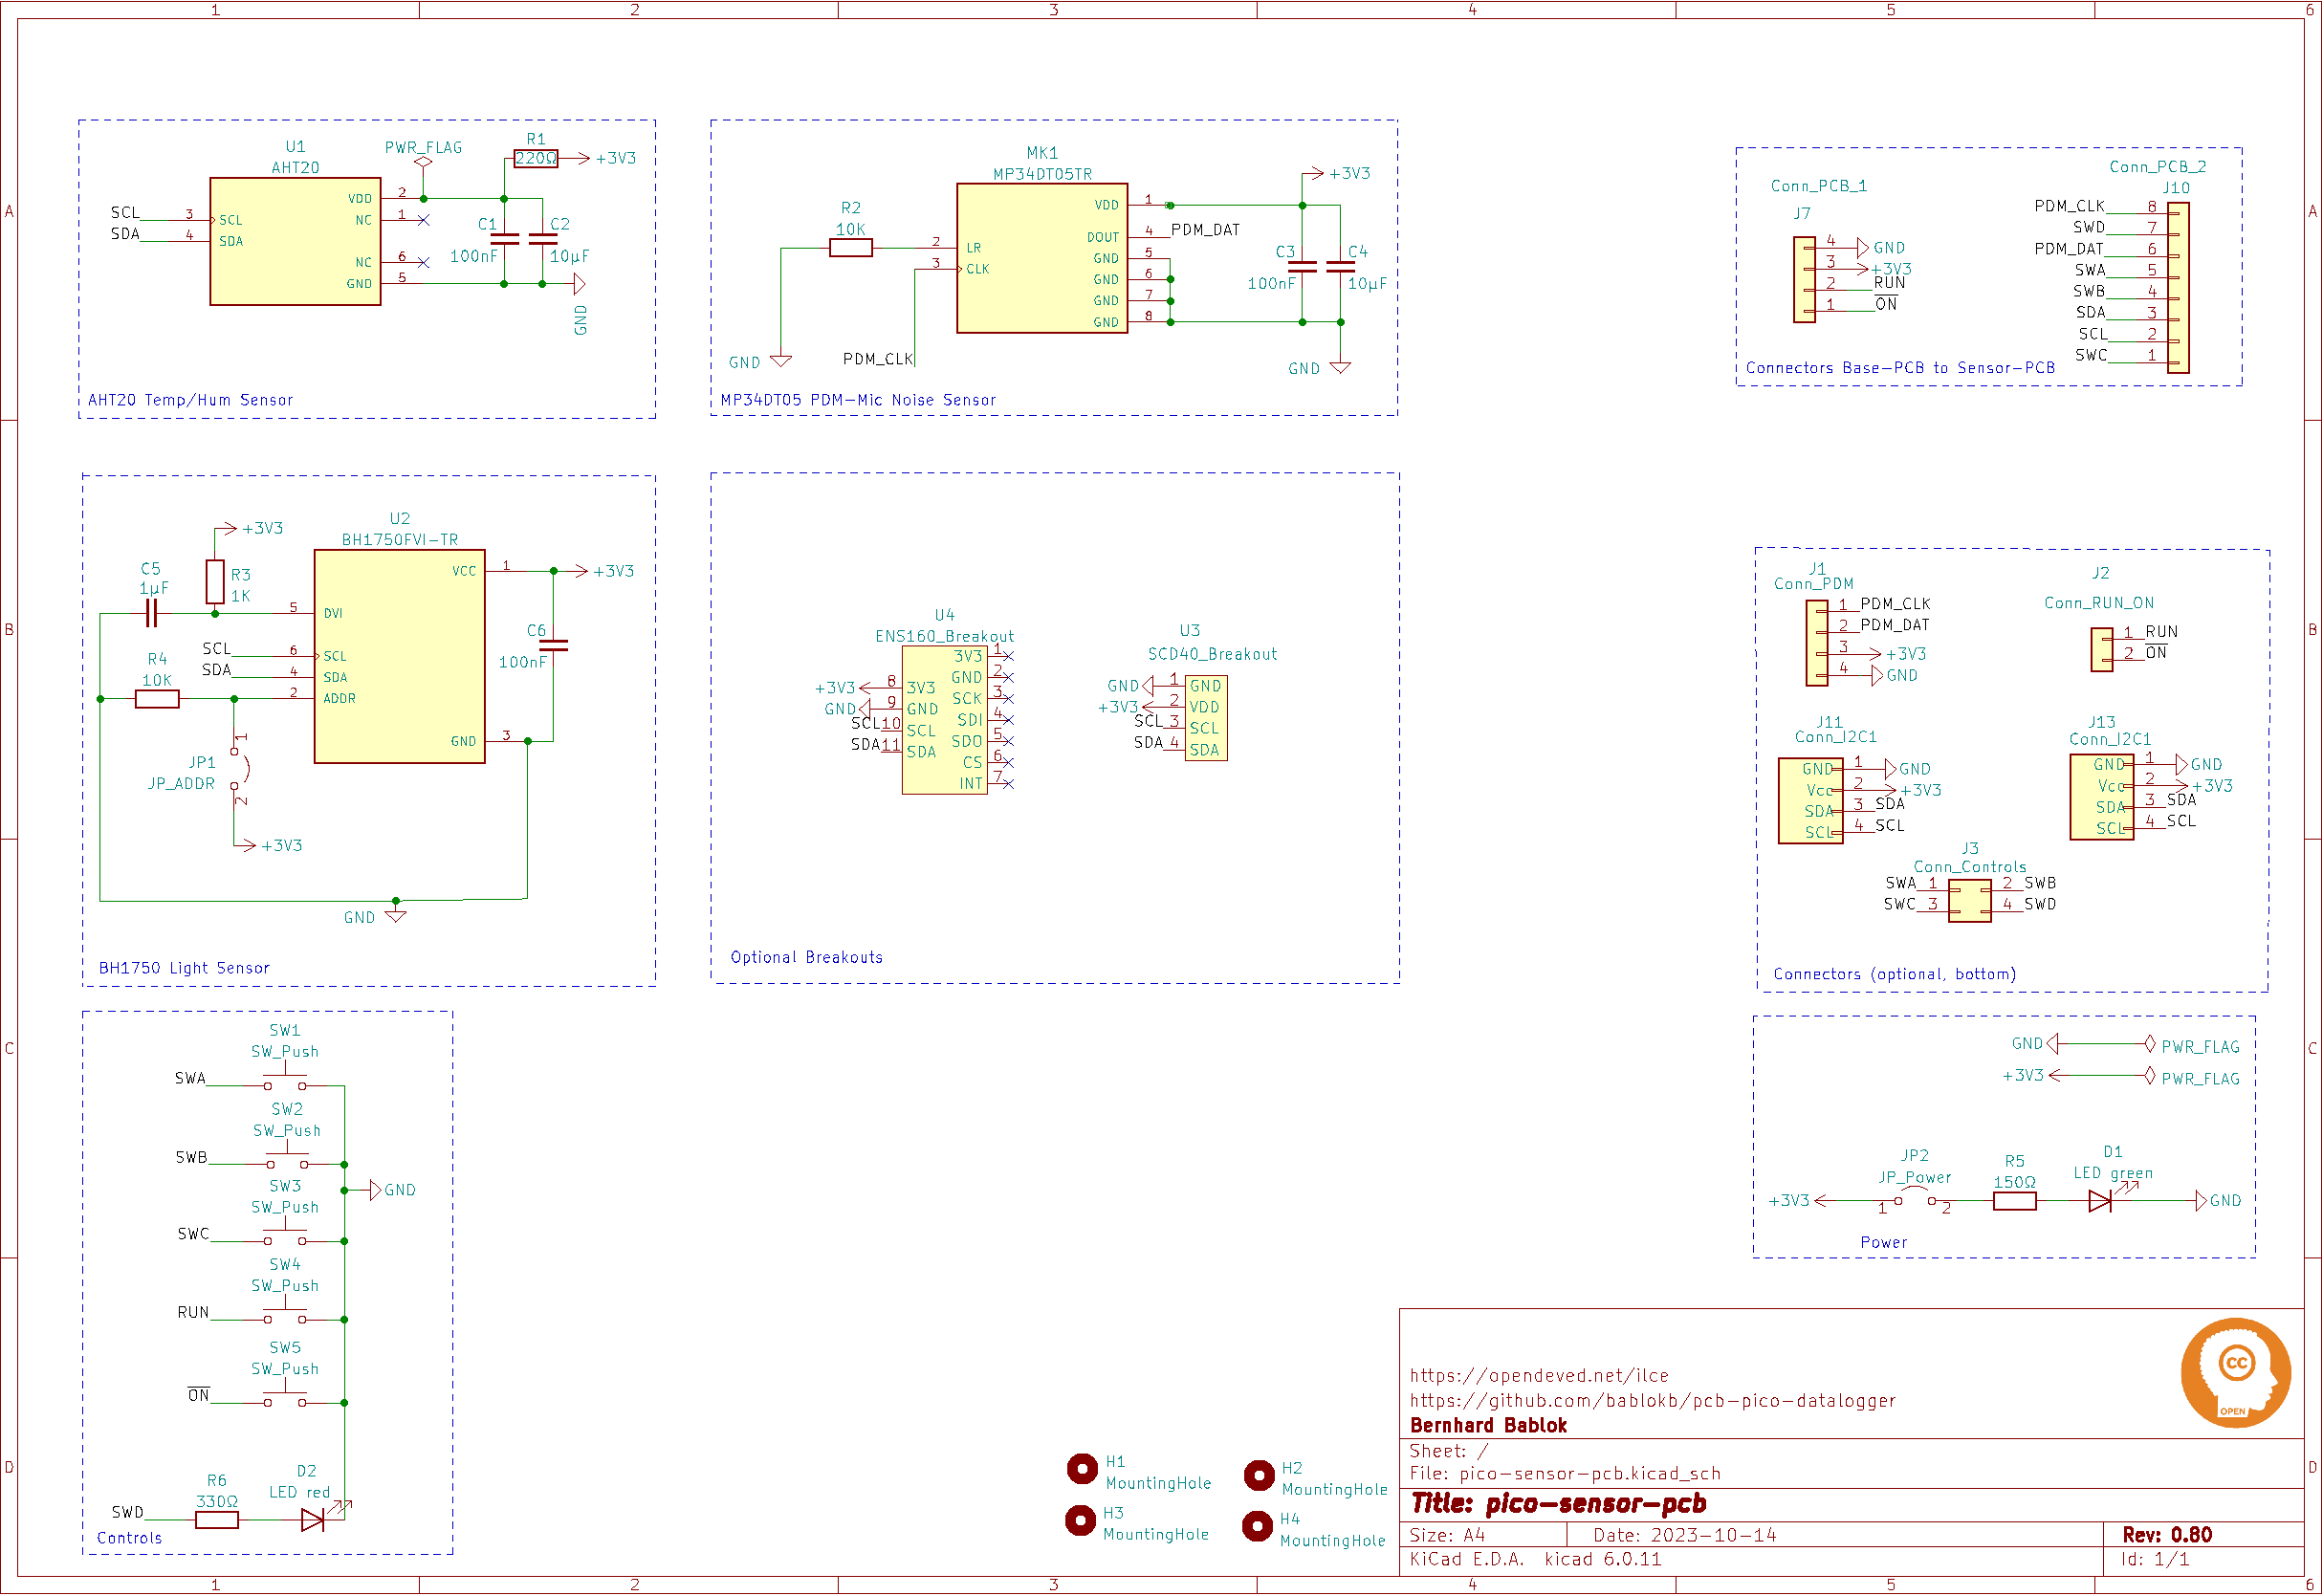 1 2 3 4 5 6
A
B
C
D
U1
AHT20
PWR_FLAG
R1
220Ω
+3V3
SCL 3 SCL
SDA 4 SDA
VDD 2
NC 1
NC 6
GND 5
C1
100nF
C2
10µF
GND
AHT20 Temp/Hum Sensor
MK1
MP34DT05TR
R2
10K
2 LR
3 CLK
VDD 1
DOUT 4 PDM_DAT
GND 5
GND 6
GND 7
GND 8
+3V3
C3
100nF
C4
10µF
GND
PDM_CLK
GND
MP34DT05 PDM-Mic Noise Sensor
Conn_PCB_1
J7
4 GND
3 +3V3
2 RUN
1 ON
Conn_PCB_2
J10
PDM_CLK 8
SWD 7
PDM_DAT 6
SWA 5
SWB 4
SDA 3
SCL 2
SWC 1
Connectors Base-PCB to Sensor-PCB
U2
BH1750FVI-TR
+3V3
C5
1µF
R3
1K
5 DVI
SCL 6 SCL
SDA 4 SDA
R4
10K
2 ADDR
VCC 1
+3V3
C6
100nF
GND 3
JP1
JP_ADDR
1
2
+3V3
GND
BH1750 Light Sensor
U4
ENS160_Breakout
+3V3 8 3V3
GND 9 GND
SCL 10 SCL
SDA 11 SDA
3V3 1
GND 2
SCK 3
SDI 4
SDO 5
CS 6
INT 7
U3
SCD40_Breakout
GND 1 GND
+3V3 2 VDD
SCL 3 SCL
SDA 4 SDA
Optional Breakouts
J1
Conn_PDM
1 PDM_CLK
2 PDM_DAT
3 +3V3
4 GND
J2
Conn_RUN_ON
1 RUN
2 ON
J11
Conn_I2C1
GND 1 GND
Vcc 2 +3V3
SDA 3 SDA
SCL 4 SCL
J13
Conn_I2C1
GND 1 GND
Vcc 2 +3V3
SDA 3 SDA
SCL 4 SCL
J3
Conn_Controls
SWA 1 2 SWB
SWC 3 4 SWD
Connectors (optional, bottom)
SW1
SW_Push
SWA
SW2
SW_Push
SWB
SW3
SW_Push
SWC
GND
SW4
SW_Push
RUN
SW5
SW_Push
ON
R6
330Ω
D2
LED red
SWD
Controls
GND PWR_FLAG
+3V3 PWR_FLAG
JP2
JP_Power
R5
150Ω
D1
LED green
+3V3 1 2 GND
Power
H1
MountingHole
H2
MountingHole
H3
MountingHole
H4
MountingHole
https://opendeved.net/ilce
https://github.com/bablokb/pcb-pico-datalogger
Bernhard Bablok
CC
OPEN
Sheet: /
File: pico-sensor-pcb.kicad_sch
Title: pico-sensor-pcb
Size: A4 Date: 2023-10-14 Rev: 0.80
KiCad E.D.A. kicad 6.0.11 Id: 1/1
A
B
C
D
1 2 3 4 5 6